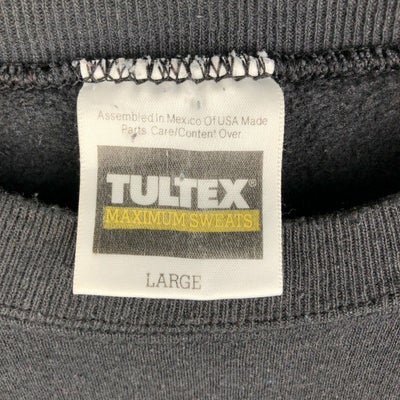 Assembled In Mexico Of USA Made
Parts. Care/Content Over.
TULTEX®
MAXIMUM SWEATS
LARGE